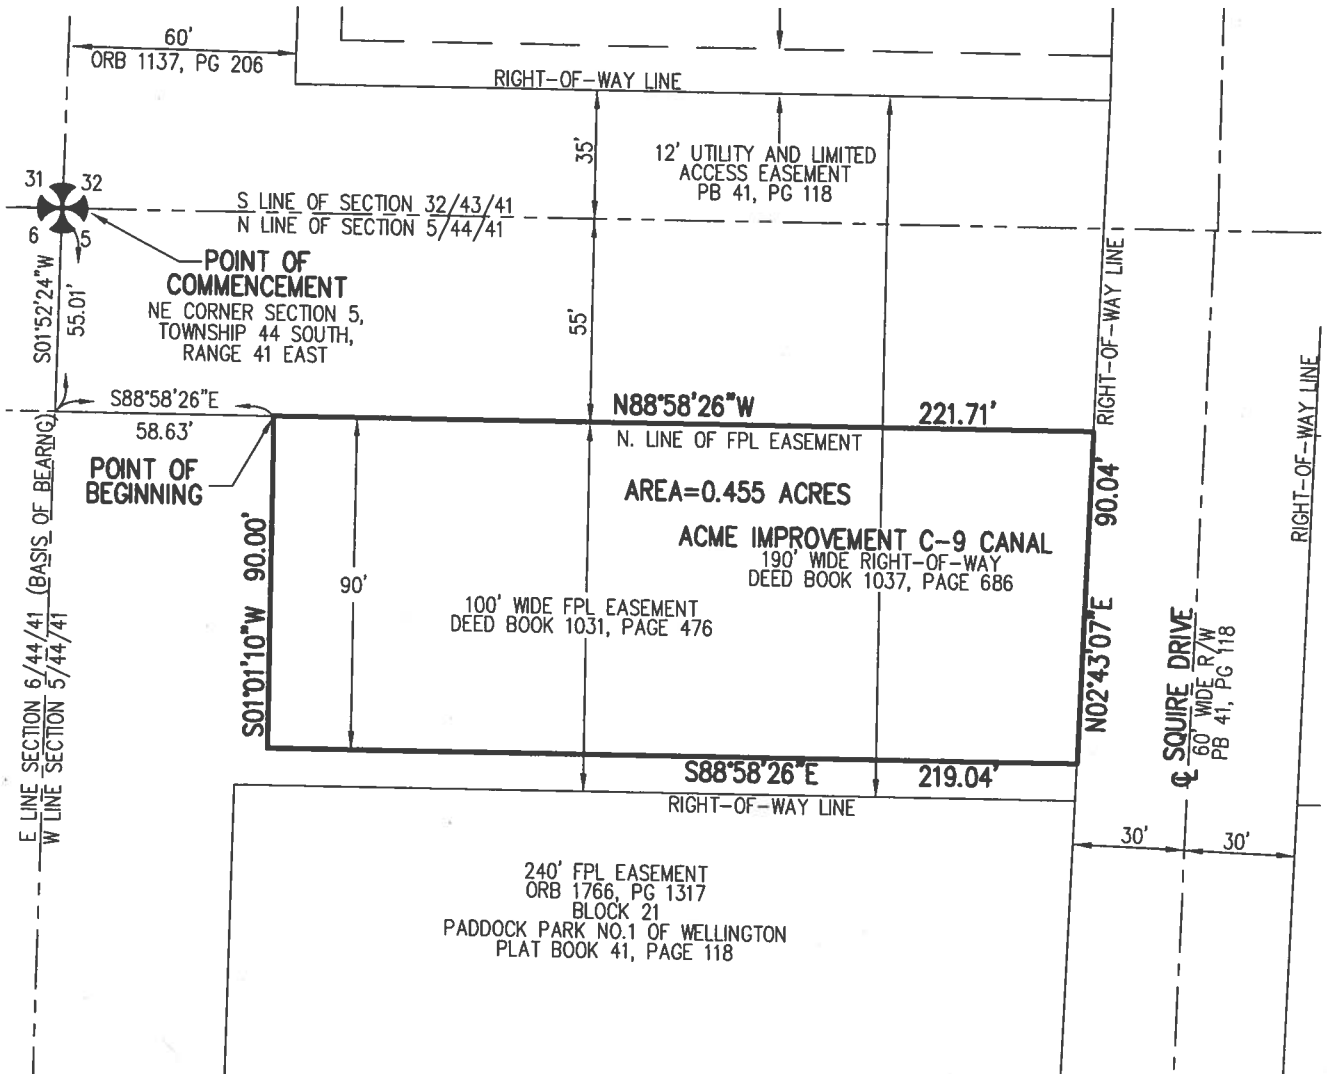 60'
ORB 1137, PG 206
RIGHT-OF-WAY LINE
35'
12' UTILITY AND LIMITED
ACCESS EASEMENT
PB 41, PG 118
31
32
6
5
S LINE OF SECTION 32/43/41
N LINE OF SECTION 5/44/41
POINT OF
COMMENCEMENT
NE CORNER SECTION 5,
TOWNSHIP 44 SOUTH,
RANGE 41 EAST
S01°52'24"W
55.01'
55'
RIGHT-OF-WAY LINE
RIGHT-OF-WAY LINE
S88°58'26"E
58.63'
N88°58'26"W
221.71'
N. LINE OF FPL EASEMENT
POINT OF
BEGINNING
AREA=0.455 ACRES
ACME IMPROVEMENT C-9 CANAL
190' WIDE RIGHT-OF-WAY
DEED BOOK 1037, PAGE 686
90.04'
N02°43'07"E
90.00'
S01°01'10"W
90'
100' WIDE FPL EASEMENT
DEED BOOK 1031, PAGE 476
E LINE SECTION 6/44/41 (BASIS OF BEARNG)
W LINE SECTION 5/44/41
S88°58'26"E
219.04'
RIGHT-OF-WAY LINE
℄ SQUIRE DRIVE
60' WIDE R/W
PB 41, PG 118
30'
30'
240' FPL EASEMENT
ORB 1766, PG 1317
BLOCK 21
PADDOCK PARK NO.1 OF WELLINGTON
PLAT BOOK 41, PAGE 118